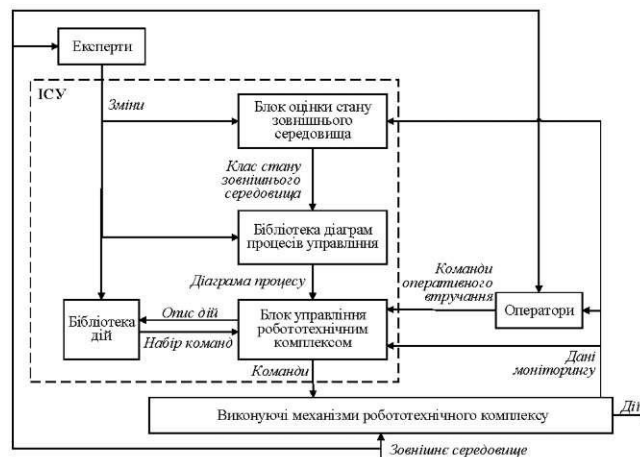 Експерти
ІСУ
Зміни
Блок оцінки стану
зовнішнього
середовища
Клас стану
зовнішнього
середовища
Бібліотека діаграм
процесів управління
Діаграма процесу
Команди
оперативного
втручання
Оператори
Бібліотека
дій
Опис дій
Набір команд
Блок управління
робототехнічним
комплексом
Команди
Дані
моніторингу
Виконуючі механізми робототехнічного комплексу
Дії
Зовнішнє середовище